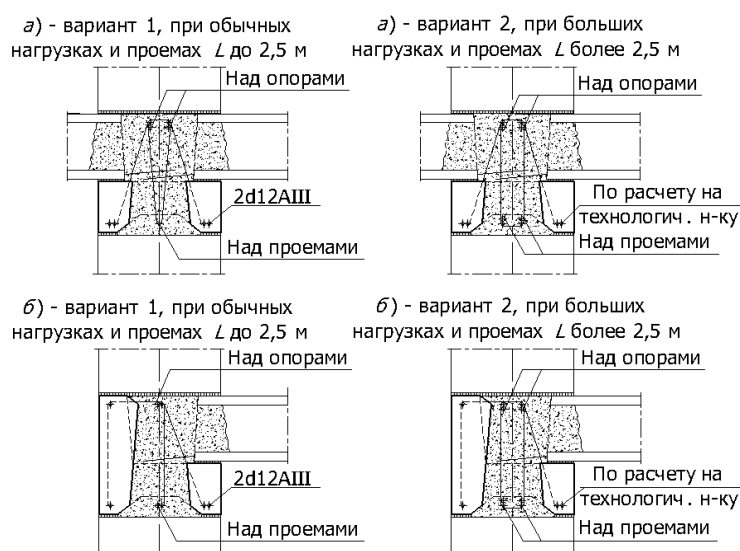 а) - вариант 1, при обычных
нагрузках и проемах L до 2,5 м
Над опорами
2d12АIII
Над проемами
а) - вариант 2, при больших
нагрузках и проемах L более 2,5 м
Над опорами
По расчету на
технологич. н-ку
Над проемами
б) - вариант 1, при обычных
нагрузках и проемах L до 2,5 м
Над опорами
2d12АIII
Над проемами
б) - вариант 2, при больших
нагрузках и проемах L более 2,5 м
Над опорами
По расчету на
технологич. н-ку
Над проемами